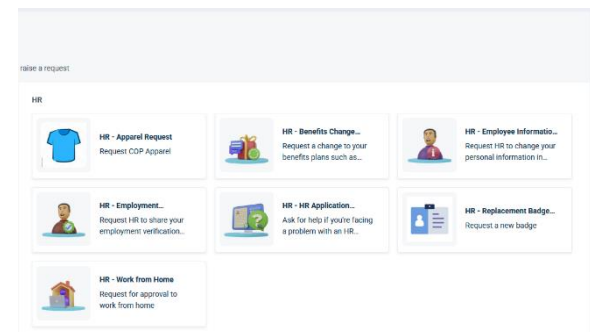 raise a request
HR
HR - Apparel Request
Request COP Apparel
HR - Benefits Change...
Request a change to your
benefits plans such as...
HR - Employee Informatio...
Request HR to change your
personal information in...
HR - Employment...
Request HR to share your
employment verification...
HR - HR Application...
Ask for help if you're facing
a problem with an HR...
HR - Replacement Badge...
Request a new badge
HR - Work from Home
Request for approval to
work from home